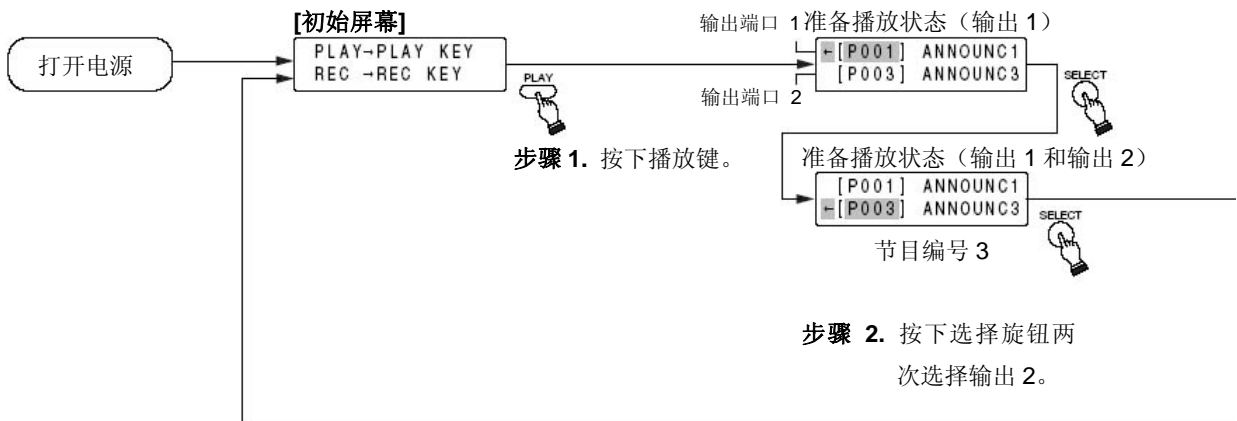 [初始屏幕]
打开电源
PLAY→PLAY KEY
REC →REC KEY
PLAY
步骤 1. 按下播放键。
输出端口 1
准备播放状态（输出 1）
←[P001] ANNOUNC1
[P003] ANNOUNC3
输出端口 2
SELECT
准备播放状态（输出 1 和输出 2）
[P001] ANNOUNC1
←[P003] ANNOUNC3
SELECT
节目编号 3
步骤 2. 按下选择旋钮两
次选择输出 2。